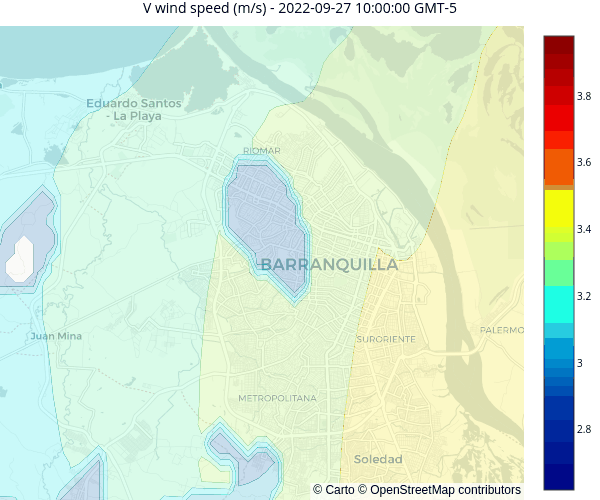 V wind speed (m/s) - 2022-09-27 10:00:00 GMT-5
Eduardo Santos
- La Playa
RIOMAR
BARRANQUILLA
Juan Mina
SURORIENTE
PALERMO
METROPOLITANA
Soledad
© Carto © OpenStreetMap contributors
3.8
3.6
3.4
3.2
3
2.8